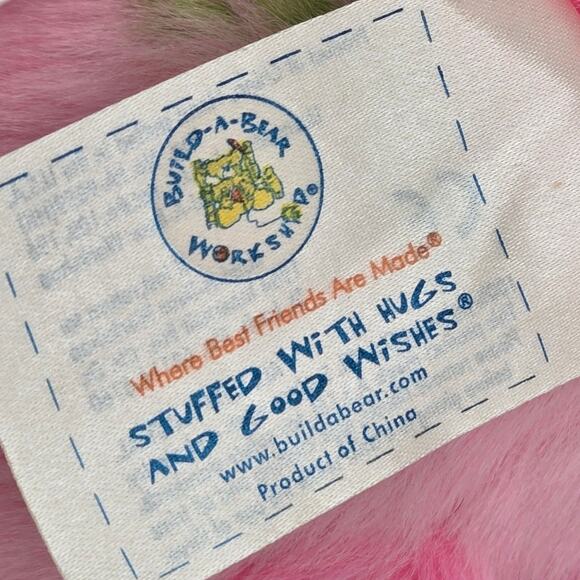 BUILD-A-BEAR
WORKSHOP®
Where Best Friends Are Made®
STUFFED WITH HUGS
AND GOOD WISHES®
www.buildabear.com
Product of China